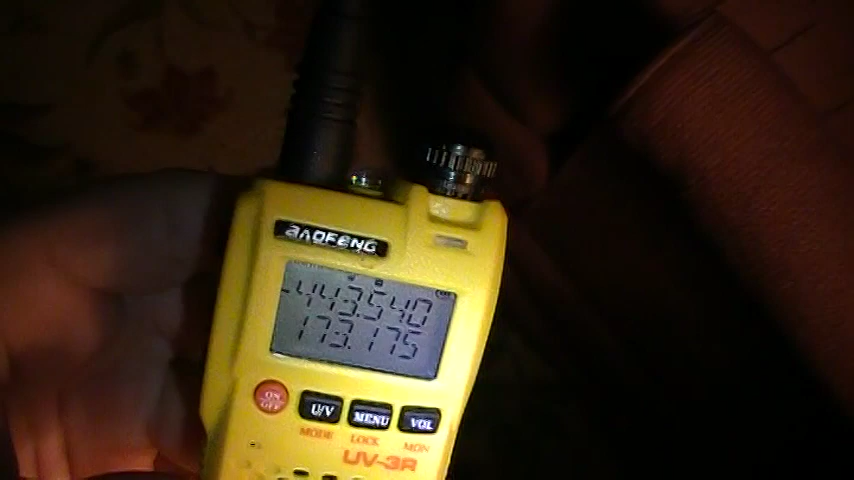 BAOFENG
-443.540
173.175
ON
OFF
U/V
MENU
VOL
MODE
LOCK
MON
UV-3R